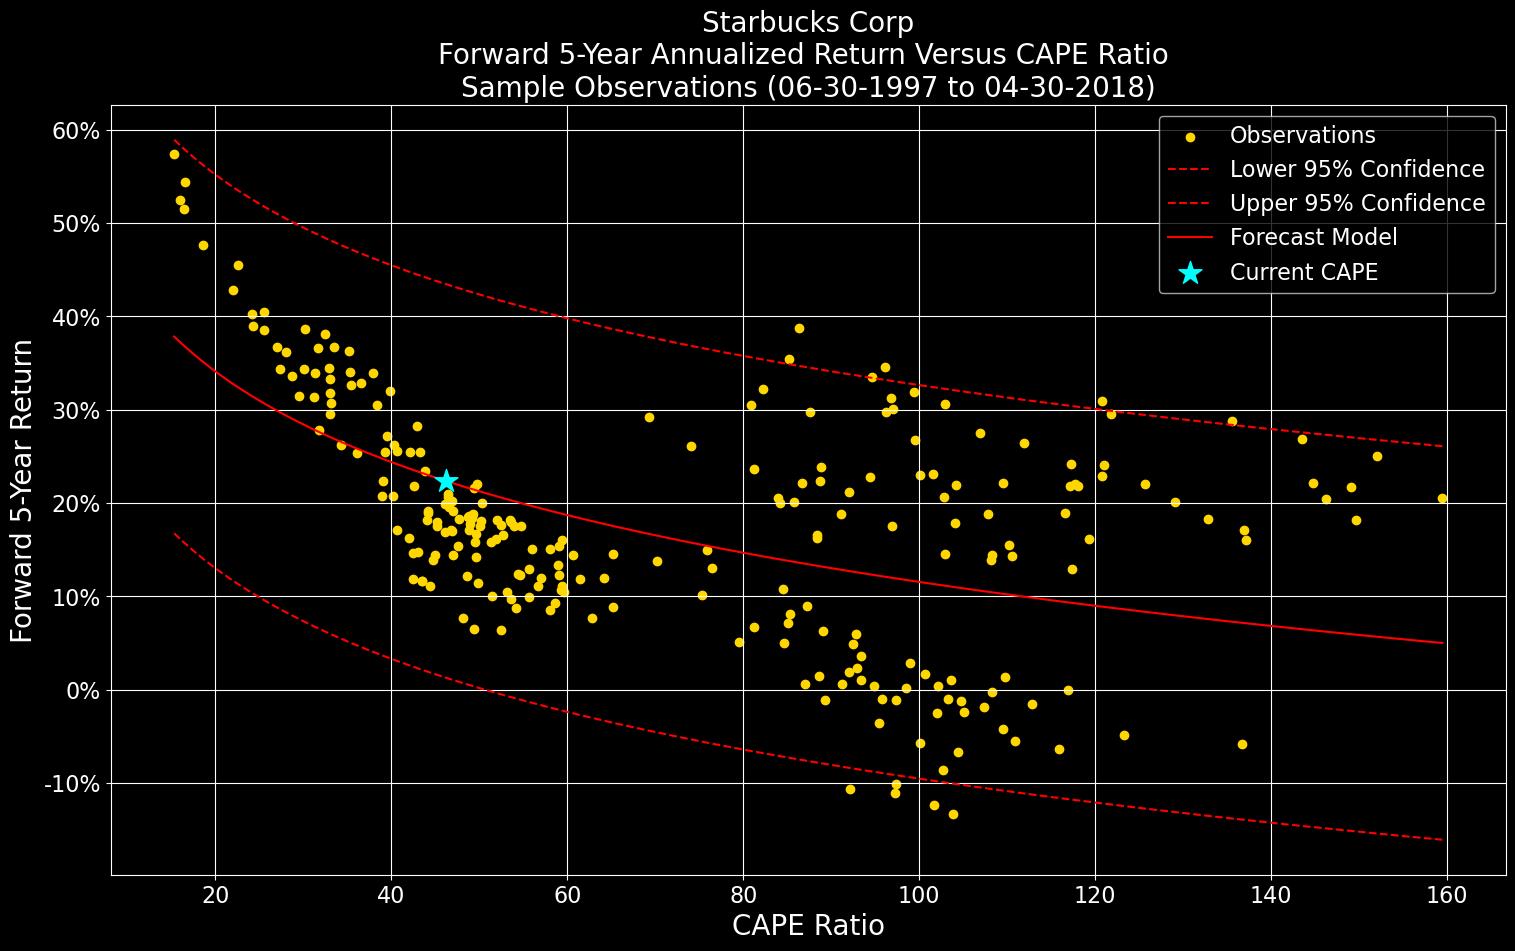 Starbucks Corp
Forward 5-Year Annualized Return Versus CAPE Ratio
Sample Observations (06-30-1997 to 04-30-2018)
Observations
Lower 95% Confidence
Upper 95% Confidence
Forecast Model
Current CAPE
Forward 5-Year Return
60%
50%
40%
30%
20%
10%
0%
-10%
20 40 60 80 100 120 140 160
CAPE Ratio